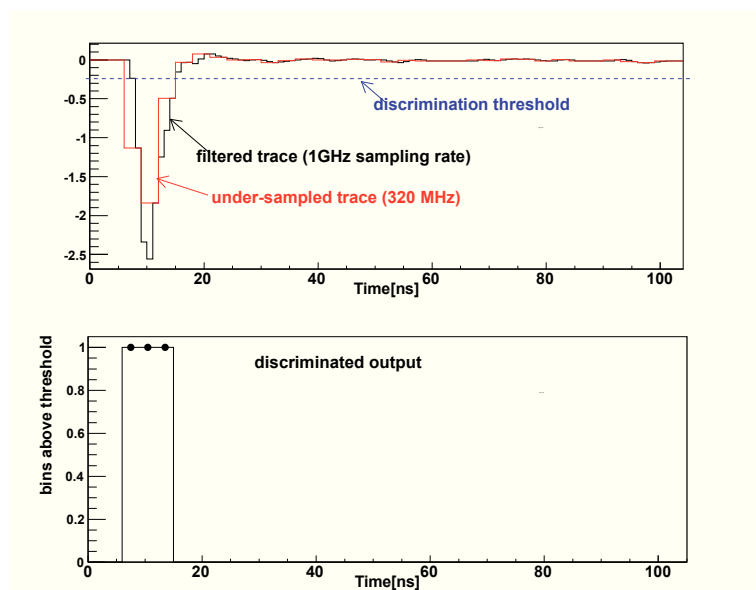 0
-0.5
-1
-1.5
-2
-2.5
discrimination threshold
filtered trace (1GHz sampling rate)
under-sampled trace (320 MHz)
0 20 40 60 80 100
Time[ns]
bins above threshold
1
0.8
0.6
0.4
0.2
0
discriminated output
0 20 40 60 80 100
Time[ns]